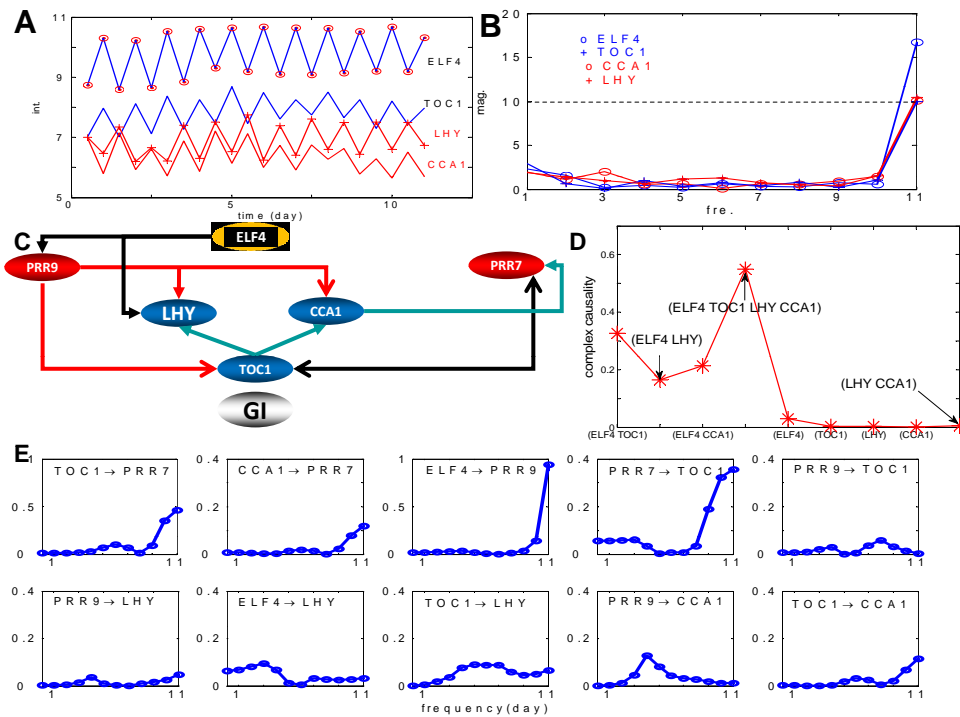 A
11
9
7
5
int.
0
5
10
time (day)
ELF4
TOC1
LHY
CCA1
B
20
15
10
5
0
mag.
o ELF4
+ TOC1
o CCA1
+ LHY
1
3
5
7
9
11
fre.
C
ELF4
PRR9
PRR7
LHY
CCA1
TOC1
GI
D
0.6
0.4
0.2
0
complex causality
(ELF4 TOC1 LHY CCA1)
(ELF4 LHY)
(LHY CCA1)
(ELF4 TOC1)
(ELF4 CCA1)
(ELF4)
(TOC1)
(LHY)
(CCA1)
E
1
0.5
0
TOC1→PRR7
1
11
0.4
0.2
0
CCA1→PRR7
1
11
1
0.5
0
ELF4→PRR9
1
11
0.4
0.2
0
PRR7→TOC1
1
11
0.4
0.2
0
PRR9→TOC1
1
11
0.4
0.2
0
PRR9→LHY
1
11
0.4
0.2
0
ELF4→LHY
1
11
0.4
0.2
0
TOC1→LHY
1
11
0.4
0.2
0
PRR9→CCA1
1
11
0.4
0.2
0
TOC1→CCA1
1
11
frequency(day)